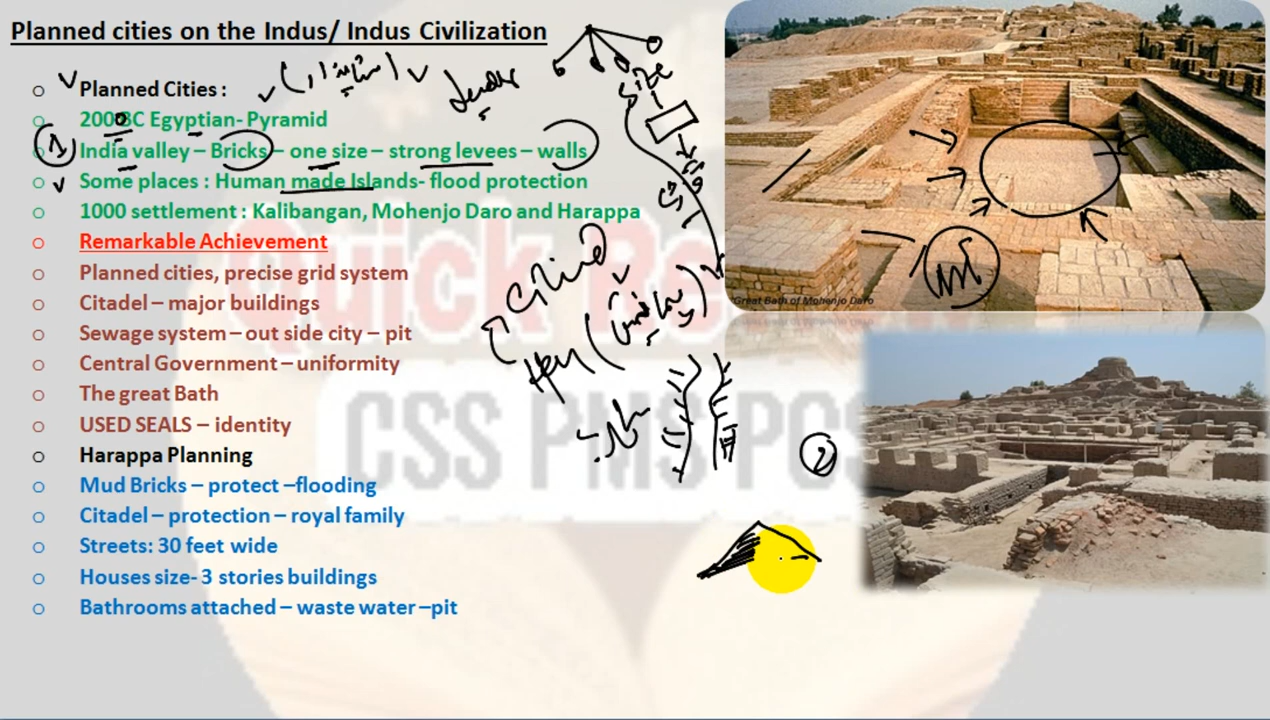 Planned cities on the Indus/ Indus Civilization
Planned Cities :
2000BC Egyptian- Pyramid
India valley – Bricks – one size – strong levees – walls
Some places : Human made Islands- flood protection
1000 settlement : Kalibangan, Mohenjo Daro and Harappa
Remarkable Achievement
Planned cities, precise grid system
Citadel – major buildings
Sewage system – out side city – pit
Central Government – uniformity
The great Bath
USED SEALS – identity
Harappa Planning
Mud Bricks – protect –flooding
Citadel – protection – royal family
Streets: 30 feet wide
Houses size- 3 stories buildings
Bathrooms attached – waste water –pit
Great Bath of Mohenjo Daro
CSS PMS PCS
1
Size
2